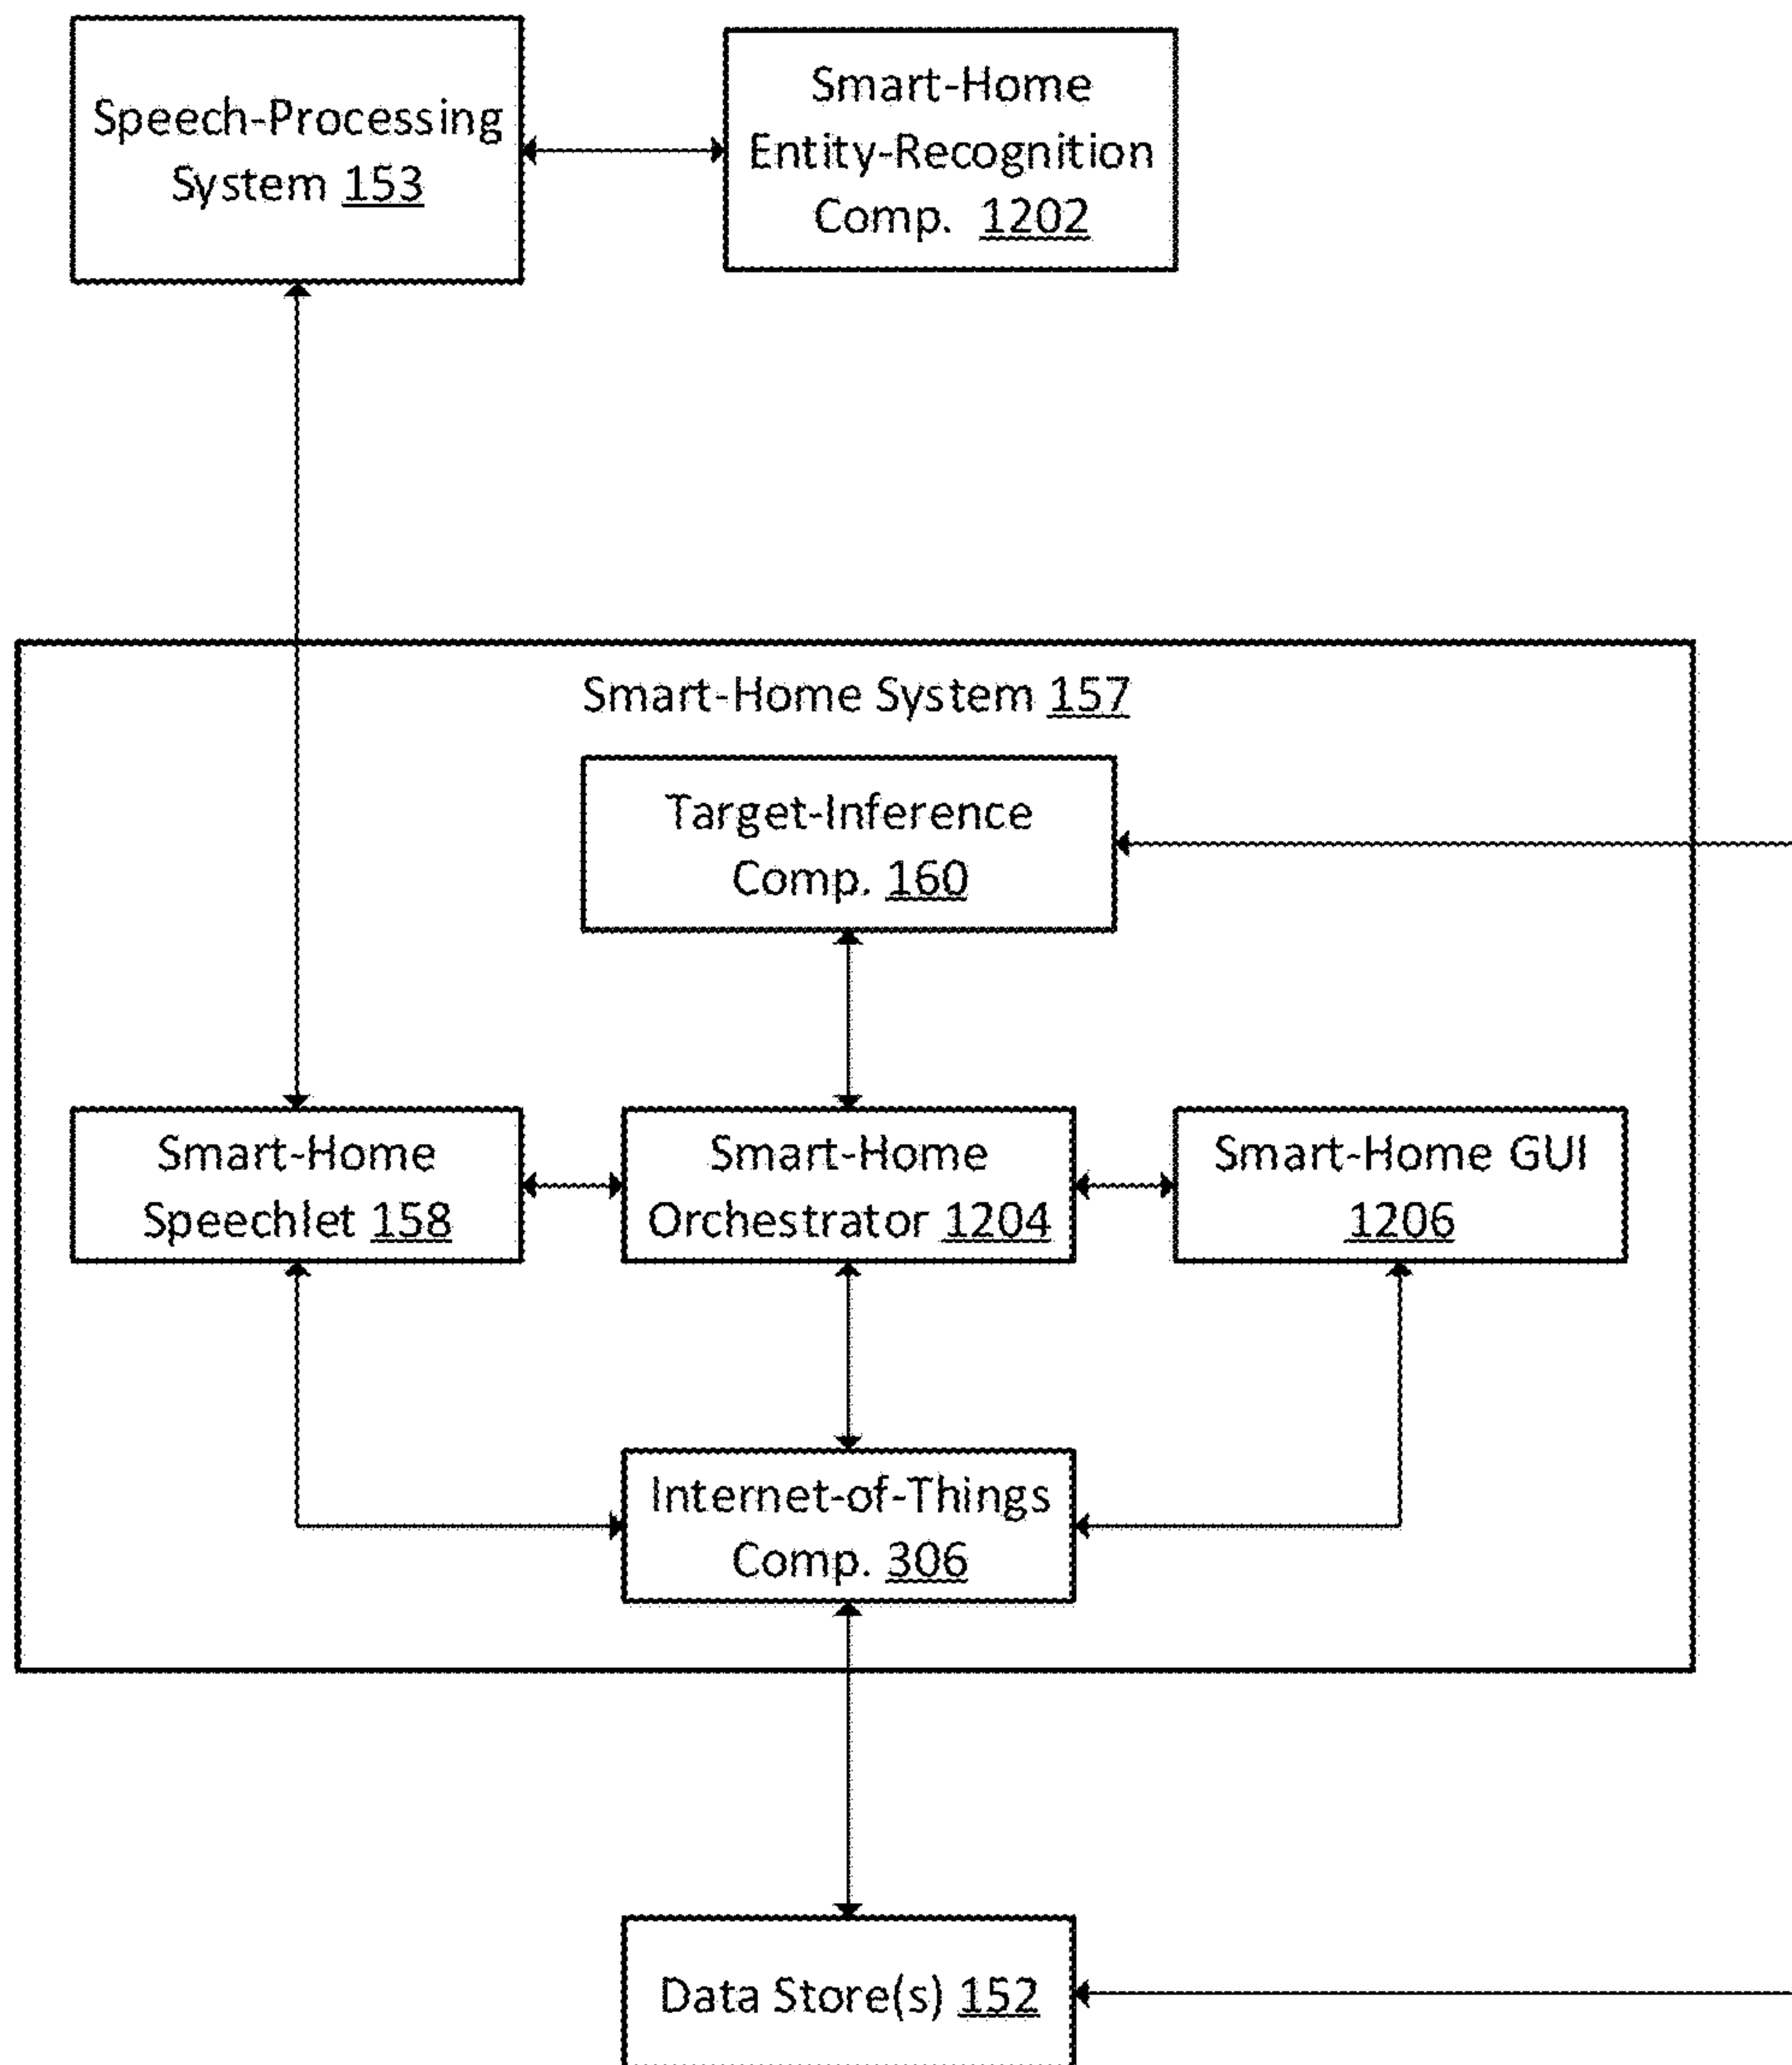 Speech-Processing
System 153
Smart-Home
Entity-Recognition
Comp. 1202
Smart-Home System 157
Target-Inference
Comp. 160
Smart-Home
Speechlet 158
Smart-Home
Orchestrator 1204
Smart-Home GUI
1206
Internet-of-Things
Comp. 306
Data Store(s) 152